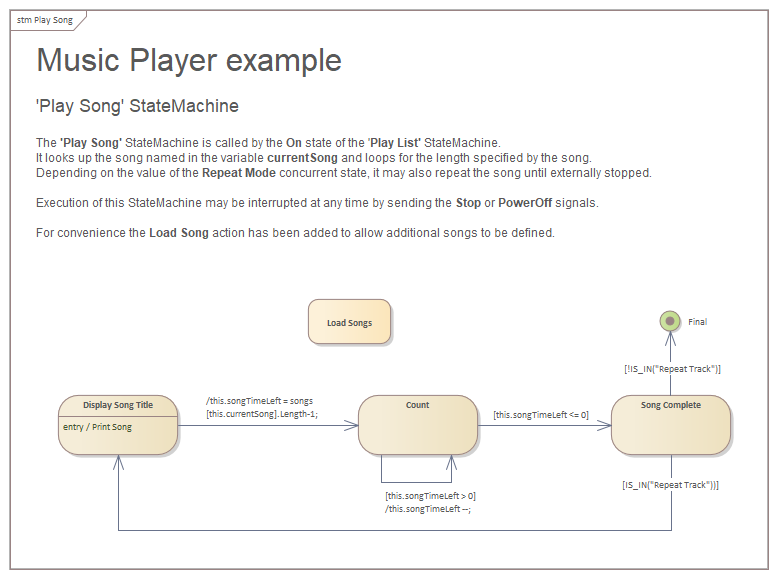 stm Play Song
Music Player example
'Play Song' StateMachine
The 'Play Song' StateMachine is called by the On state of the 'Play List' StateMachine.
It looks up the song named in the variable currentSong and loops for the length specified by the song.
Depending on the value of the Repeat Mode concurrent state, it may also repeat the song until externally stopped.
Execution of this StateMachine may be interrupted at any time by sending the Stop or PowerOff signals.
For convenience the Load Song action has been added to allow additional songs to be defined.
Load Songs
Final
[!IS_IN("Repeat Track")]
Display Song Title
entry / Print Song
/this.songTimeLeft = songs
[this.currentSong].Length-1;
Count
[this.songTimeLeft <= 0]
Song Complete
[this.songTimeLeft > 0]
/this.songTimeLeft --;
[IS_IN("Repeat Track"))]